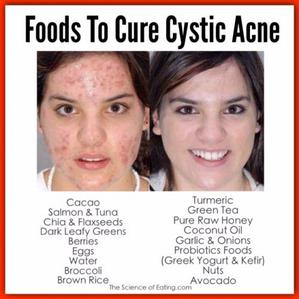 Foods To Cure Cystic Acne
Cacao
Salmon & Tuna
Chia & Flaxseeds
Dark Leafy Greens
Berries
Eggs
Water
Broccoli
Brown Rice
Turmeric
Green Tea
Pure Raw Honey
Coconut Oil
Garlic & Onions
Probiotics Foods
(Greek Yogurt & Kefir)
Nuts
Avocado
The Science of Eating.com